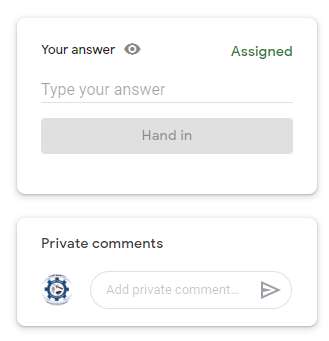 Your answer
Assigned
Type your answer
Hand in
Private comments
Add private comment...